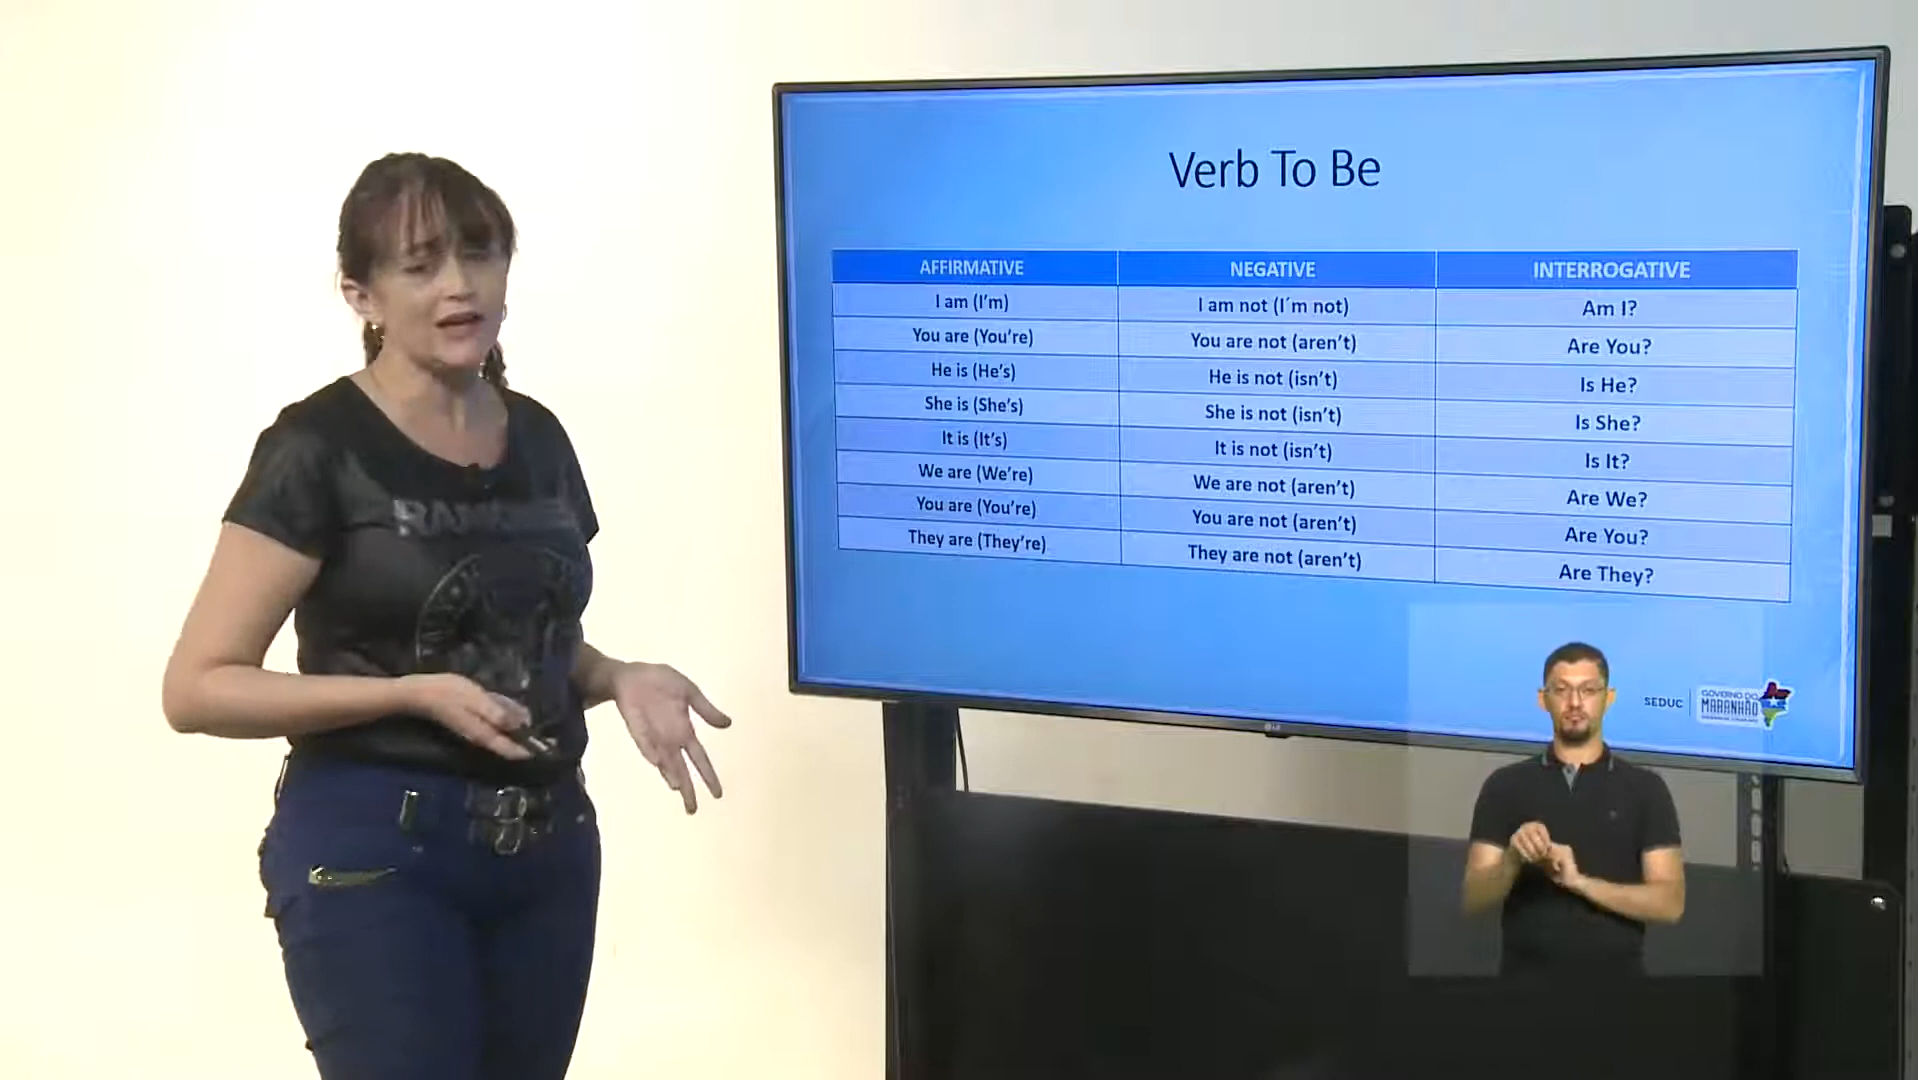 Verb To Be
AFFIRMATIVE NEGATIVE INTERROGATIVE
I am (I'm) I am not (I´m not) Am I?
You are (You're) You are not (aren't) Are You?
He is (He's) He is not (isn't) Is He?
She is (She's) She is not (isn't) Is She?
It is (It's) It is not (isn't) Is It?
We are (We're) We are not (aren't) Are We?
You are (You're) You are not (aren't) Are You?
They are (They're) They are not (aren't) Are They?
SEDUC GOVERNO DO
MARANHÃO
LG